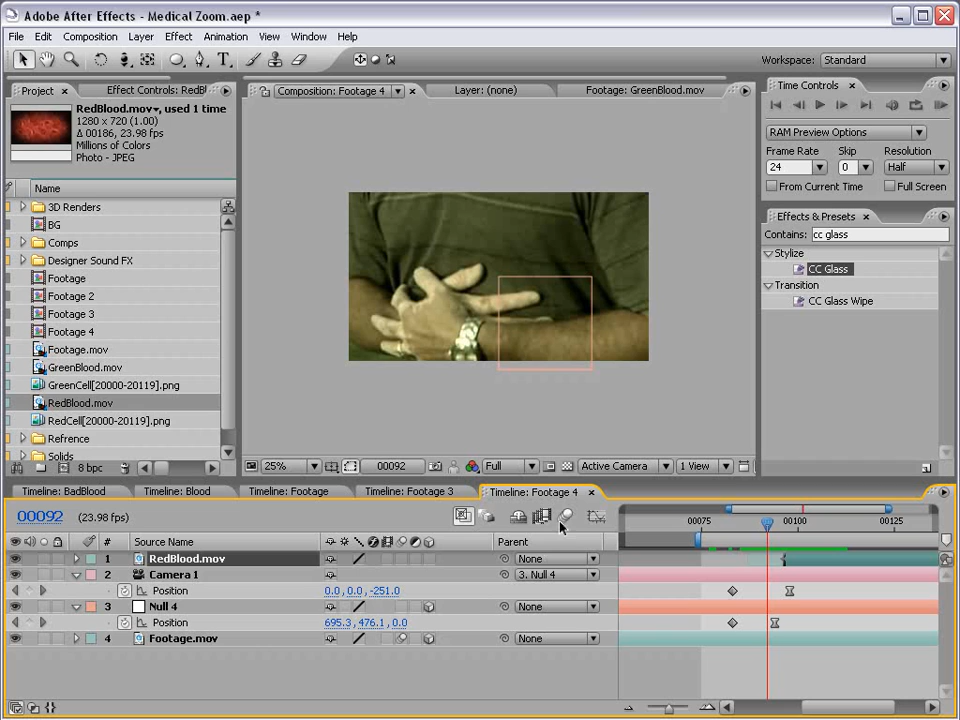 Adobe After Effects - Medical Zoom.aep *
File Edit Composition Layer Effect Animation View Window Help
T
Workspace: Standard
Project × Effect Controls: RedBl
Composition: Footage 4 ×
Layer: (none)
Footage: GreenBlood.mov
Time Controls ×
RedBlood.mov▾, used 1 time
1280 x 720 (1.00)
Δ 00186, 23.98 fps
Millions of Colors
Photo - JPEG
RAM Preview Options
Frame Rate Skip Resolution
24 0 Half
From Current Time Full Screen
Name
3D Renders
BG
Comps
Designer Sound FX
Footage
Footage 2
Footage 3
Footage 4
Footage.mov
GreenBlood.mov
GreenCell[20000-20119].png
RedBlood.mov
RedCell[20000-20119].png
Refrence
Solids
8 bpc
Effects & Presets ×
Contains: cc glass
Stylize
CC Glass
Transition
CC Glass Wipe
25% 00092 Full Active Camera 1 View
Timeline: BadBlood Timeline: Blood Timeline: Footage Timeline: Footage 3 Timeline: Footage 4 ×
00092 (23.98 fps)
00075 00100 00125
# Source Name Parent
1 RedBlood.mov None
2 Camera 1 3. Null 4
Position 0.0, 0.0, -251.0
3 Null 4 None
Position 695.3, 476.1, 0.0
4 Footage.mov None